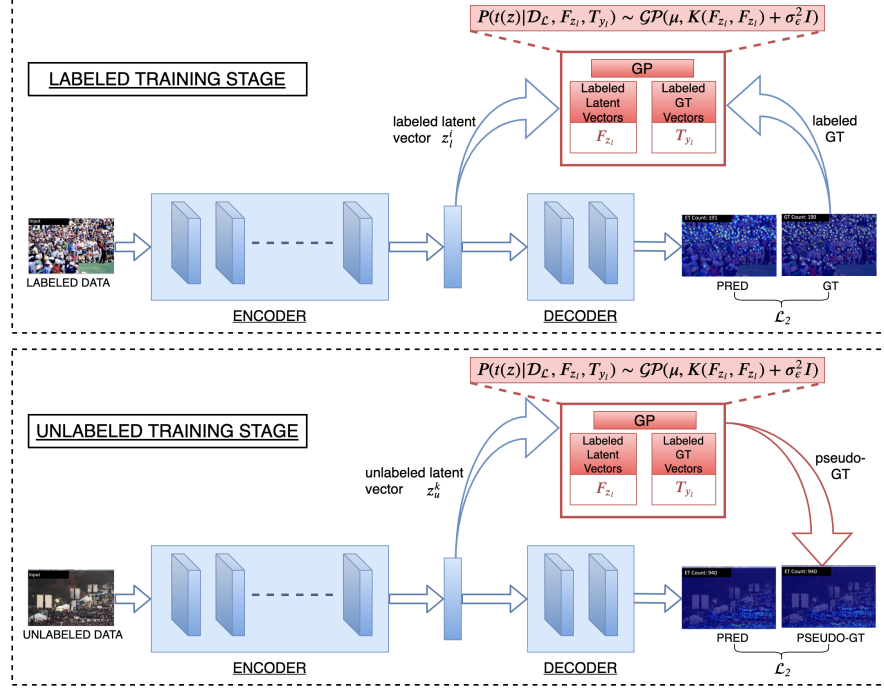 P(t(z)|𝒟_ℒ, F_{z_l}, T_{y_l}) ∼ 𝒢𝒫(μ, K(F_{z_l}, F_{z_l}) + σ_ϵ^2 I)
LABELED TRAINING STAGE
GP
Labeled
Latent
Vectors
F_{z_l}
Labeled
GT
Vectors
T_{y_l}
labeled latent
vector z_l^i
labeled
GT
Input
LABELED DATA
ENCODER
DECODER
ET Count: 191
PRED
GT Count: 190
GT
ℒ_2
P(t(z)|𝒟_ℒ, F_{z_l}, T_{y_l}) ∼ 𝒢𝒫(μ, K(F_{z_l}, F_{z_l}) + σ_ϵ^2 I)
UNLABELED TRAINING STAGE
GP
Labeled
Latent
Vectors
F_{z_l}
Labeled
GT
Vectors
T_{y_l}
unlabeled latent
vector z_u^k
pseudo-
GT
Input
UNLABELED DATA
ENCODER
DECODER
ET Count: 940
PRED
ET Count: 940
PSEUDO-GT
ℒ_2